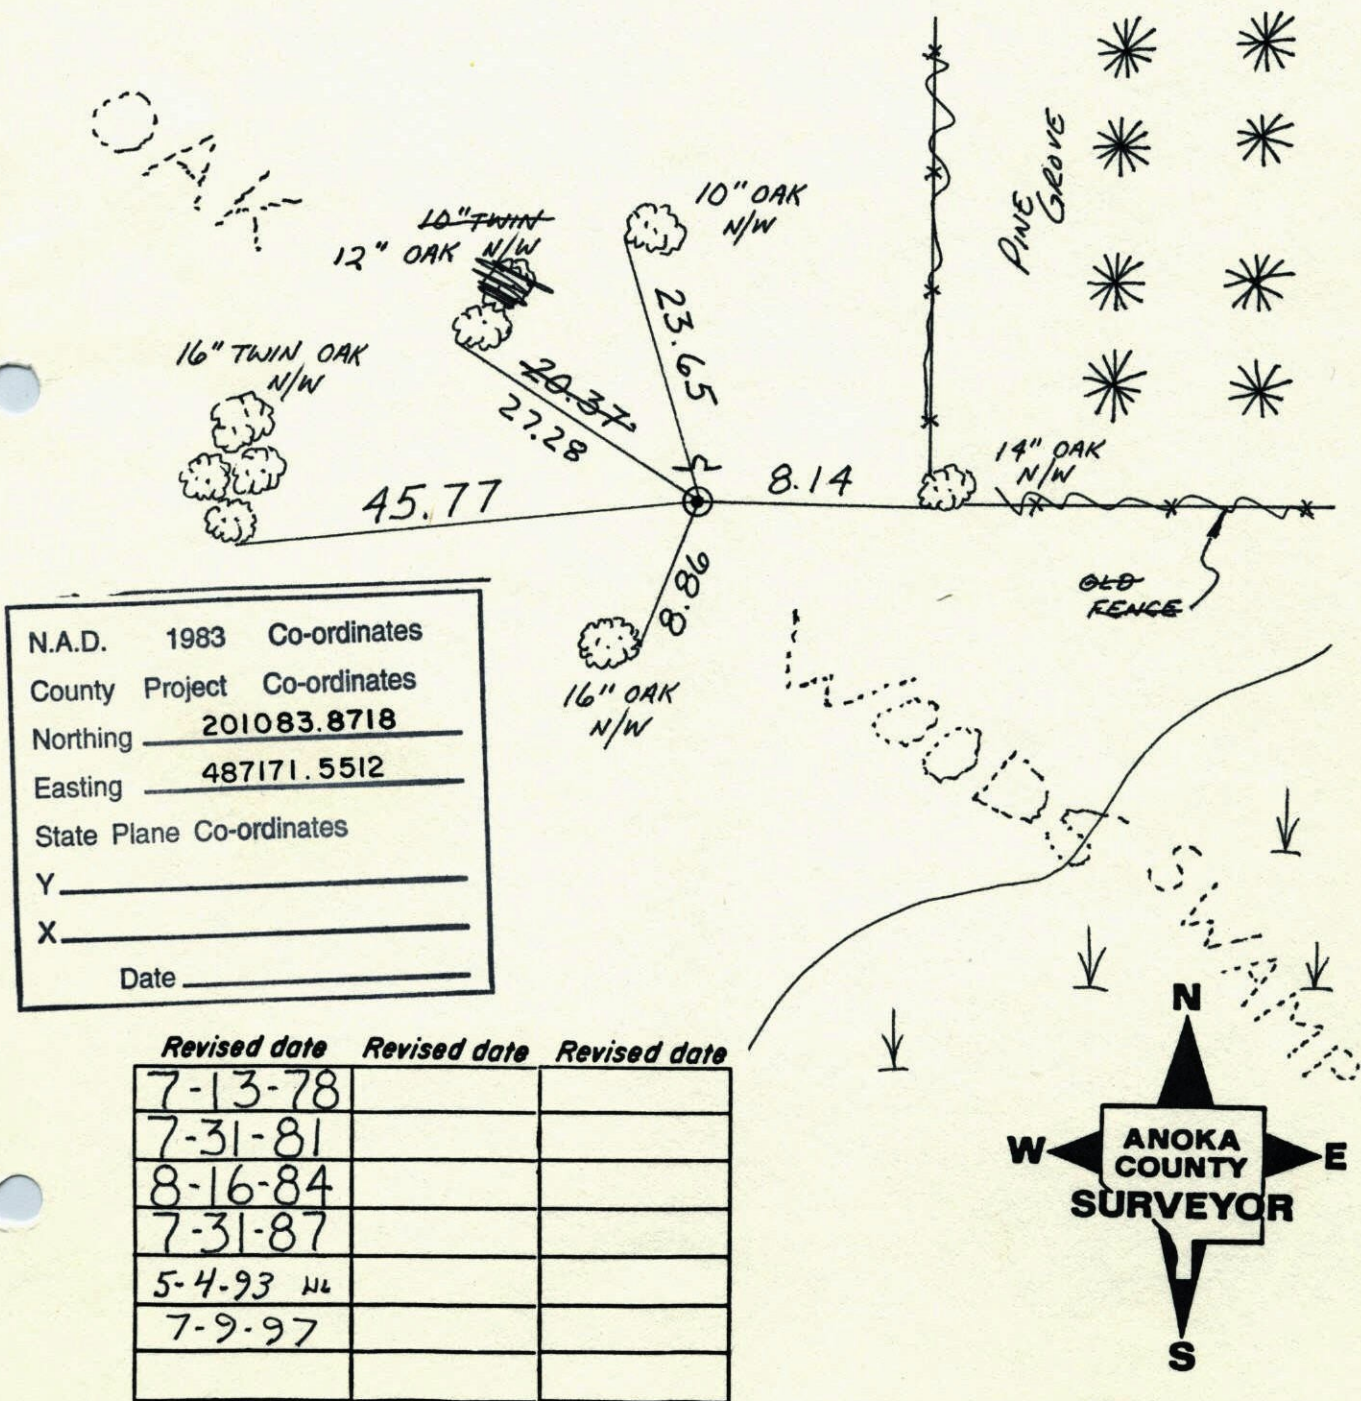 OAK
PINE
GROVE
10" OAK
N/W
10" TWIN
12" OAK N/W
16" TWIN OAK
N/W
23.65
20.37
27.28
14" OAK
N/W
45.77
8.14
8.86
OLD
FENCE
16" OAK
N/W
WOODS
SWAMP
N.A.D. 1983 Co-ordinates
County Project Co-ordinates
Northing 201083.8718
Easting 487171.5512
State Plane Co-ordinates
Y
X
Date
Revised date Revised date Revised date
7-13-78
7-31-81
8-16-84
7-31-87
5-4-93
7-9-97
N
W E
ANOKA
COUNTY
SURVEYOR
S